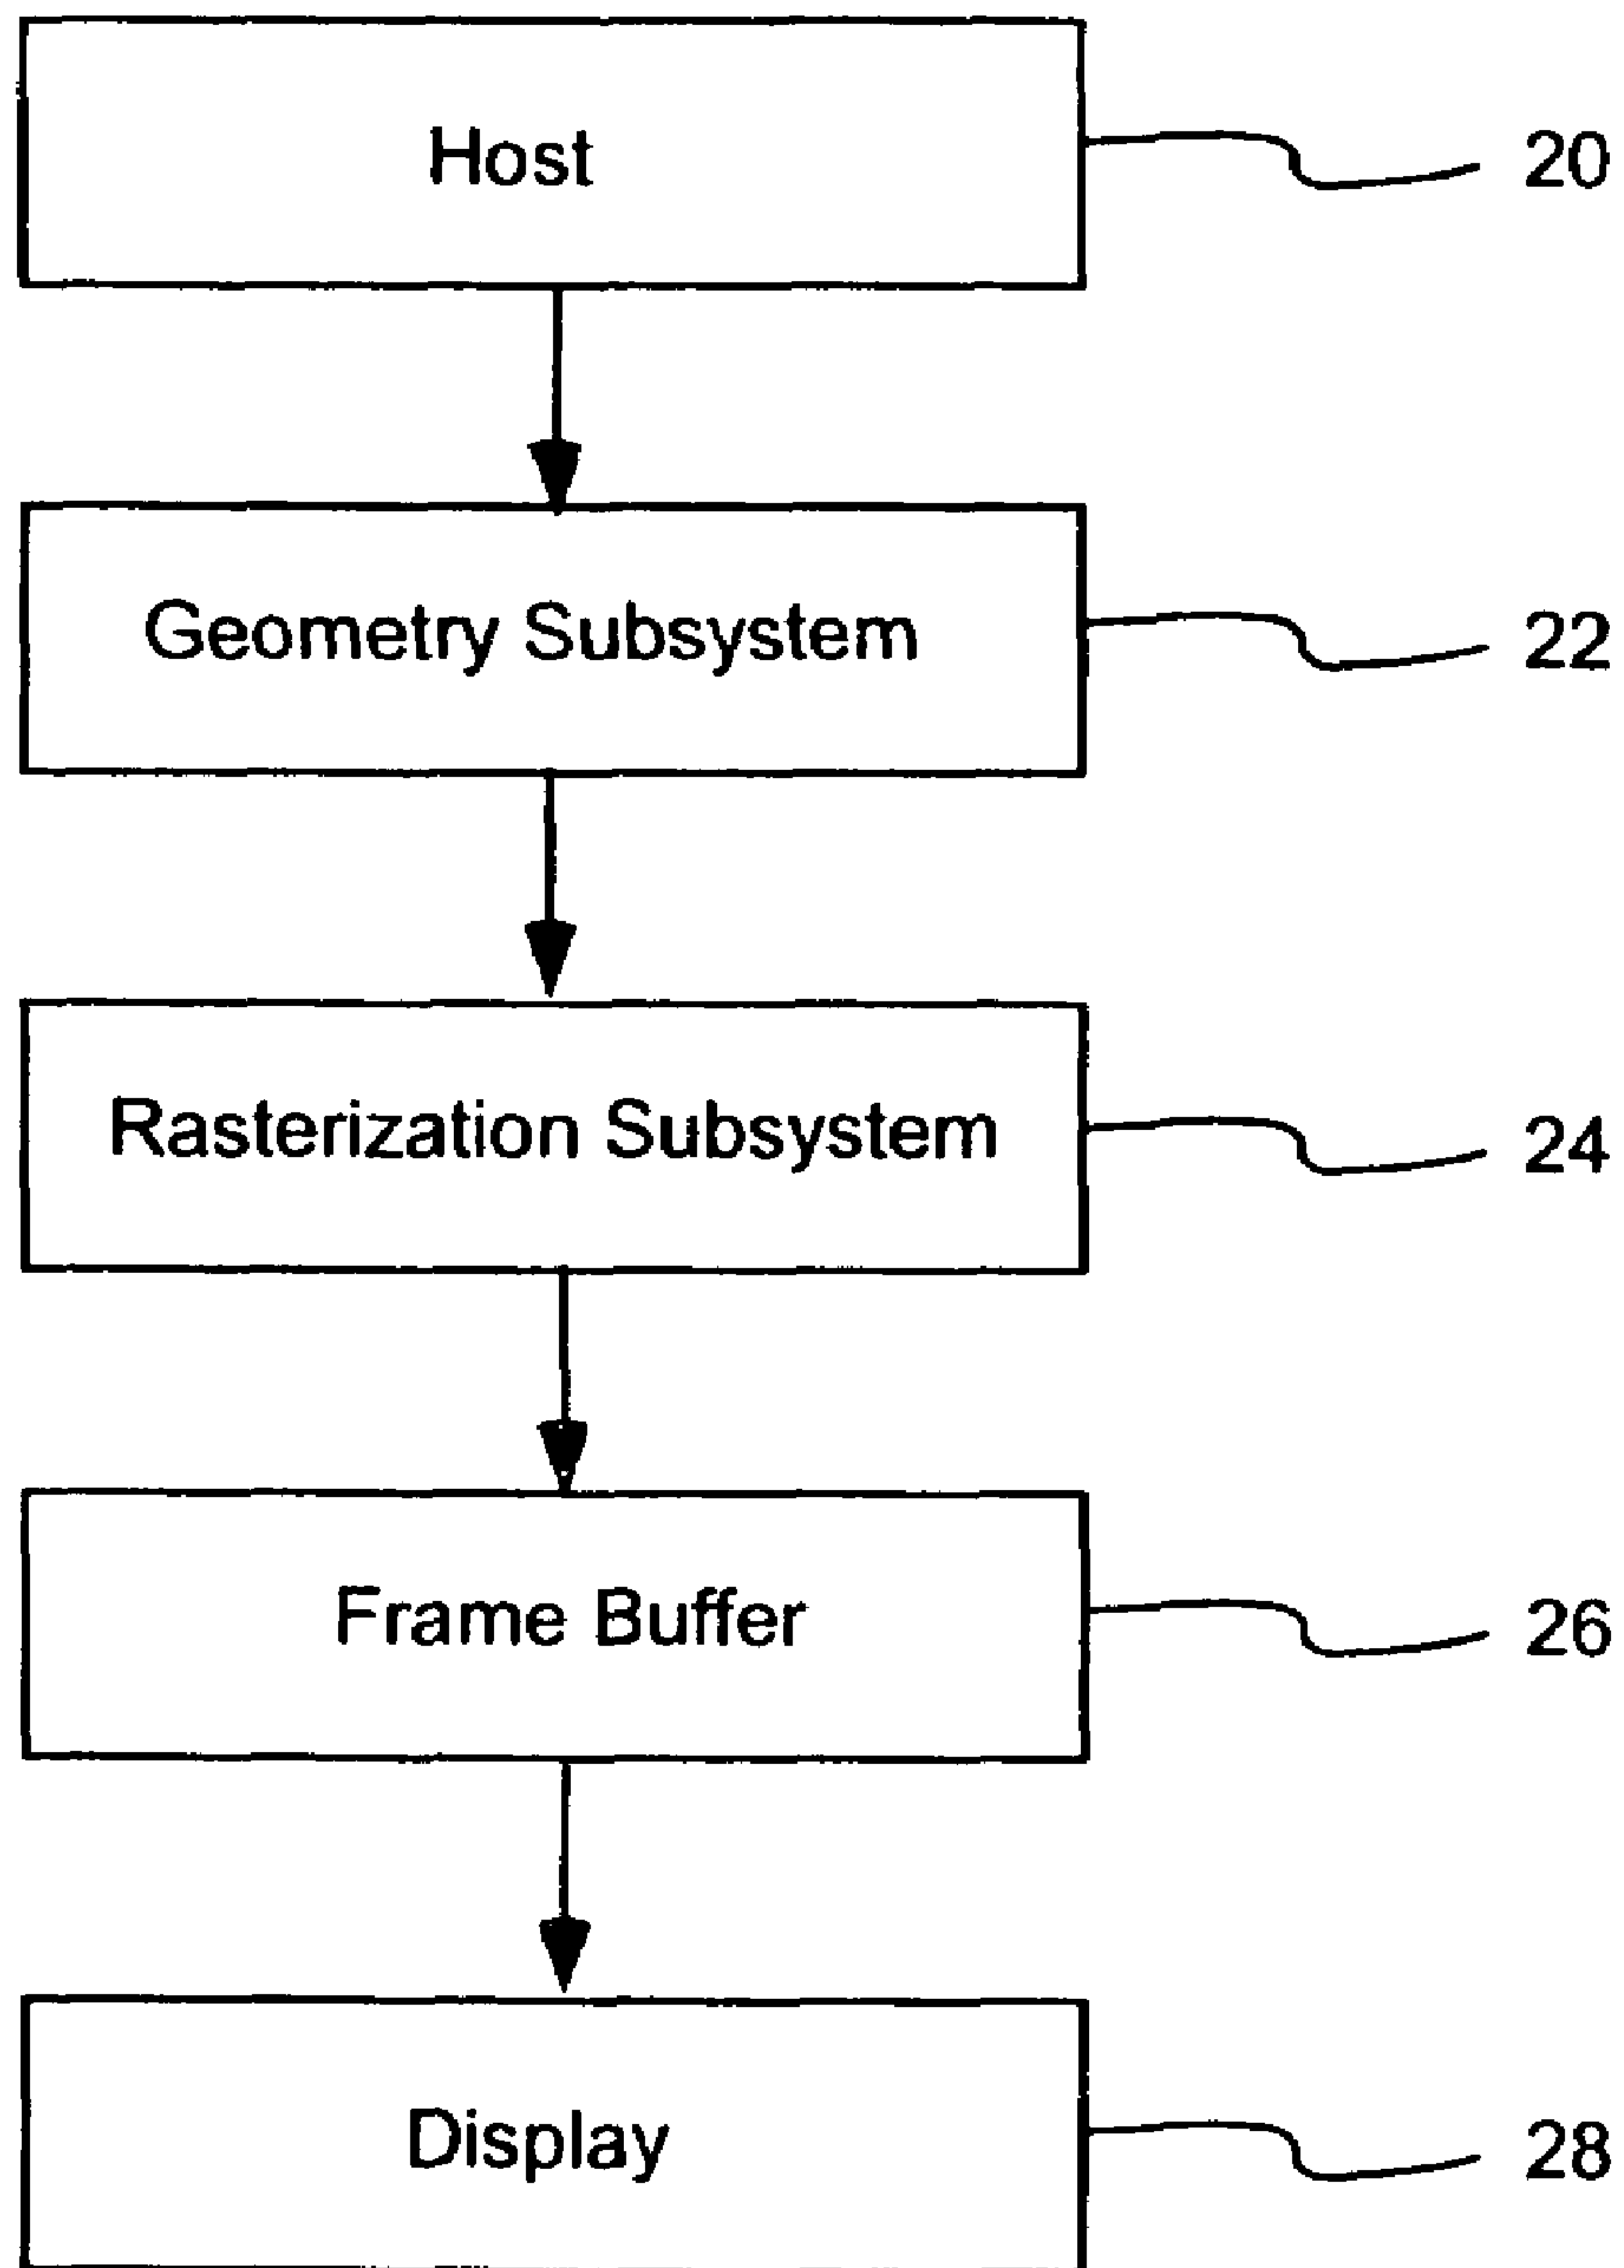 Host
20
Geometry Subsystem
22
Rasterization Subsystem
24
Frame Buffer
26
Display
28